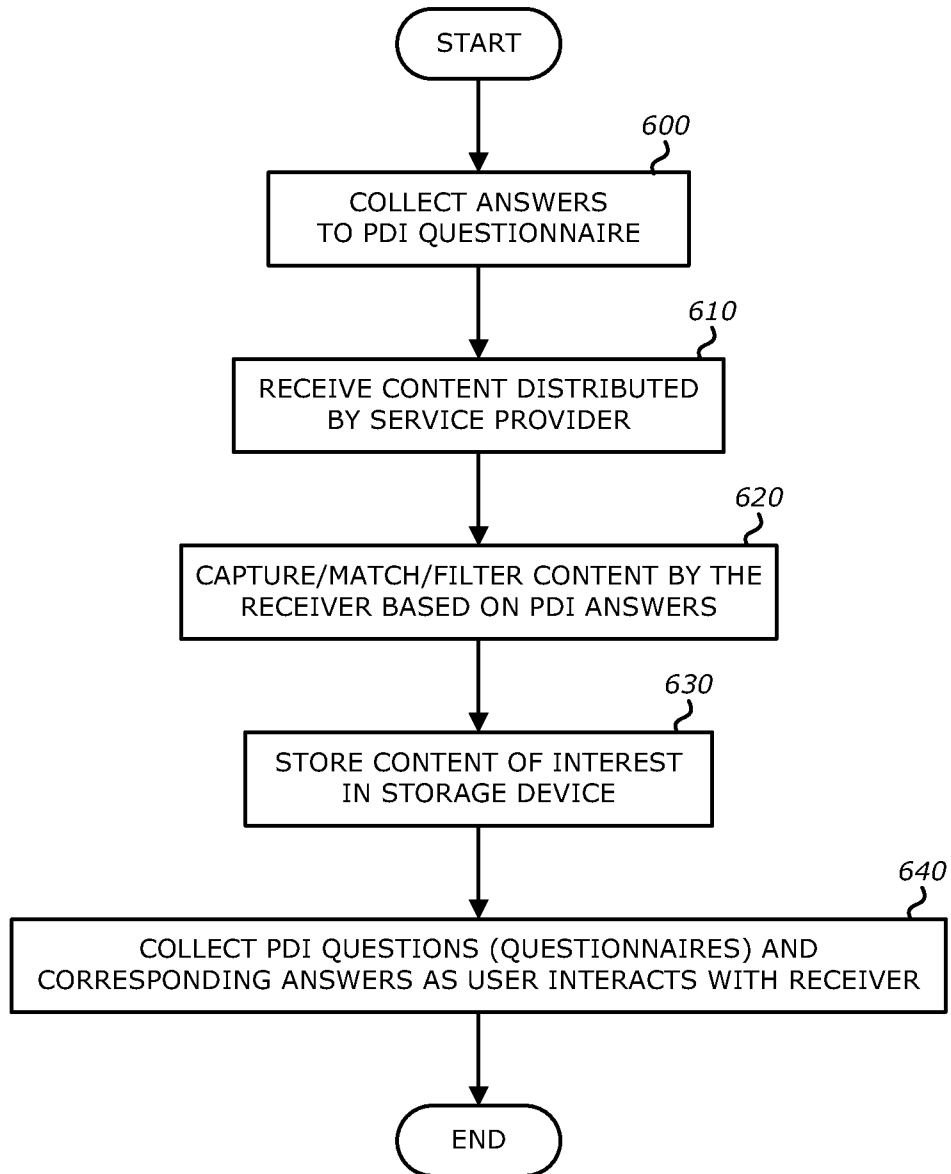 START
600
COLLECT ANSWERS
TO PDI QUESTIONNAIRE
610
RECEIVE CONTENT DISTRIBUTED
BY SERVICE PROVIDER
620
CAPTURE/MATCH/FILTER CONTENT BY THE
RECEIVER BASED ON PDI ANSWERS
630
STORE CONTENT OF INTEREST
IN STORAGE DEVICE
640
COLLECT PDI QUESTIONS (QUESTIONNAIRES) AND
CORRESPONDING ANSWERS AS USER INTERACTS WITH RECEIVER
END